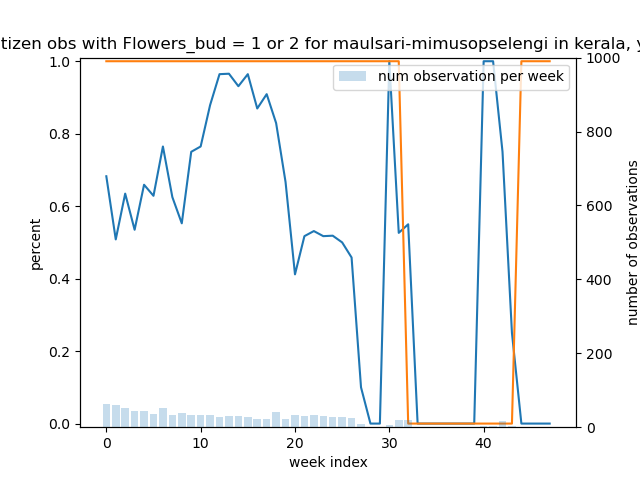 tizen obs with Flowers_bud = 1 or 2 for maulsari-mimusopselengi in kerala, y
num observation per week
percent
1.0
0.8
0.6
0.4
0.2
0.0
1000
800
600
400
200
0
number of observations
0 10 20 30 40
week index